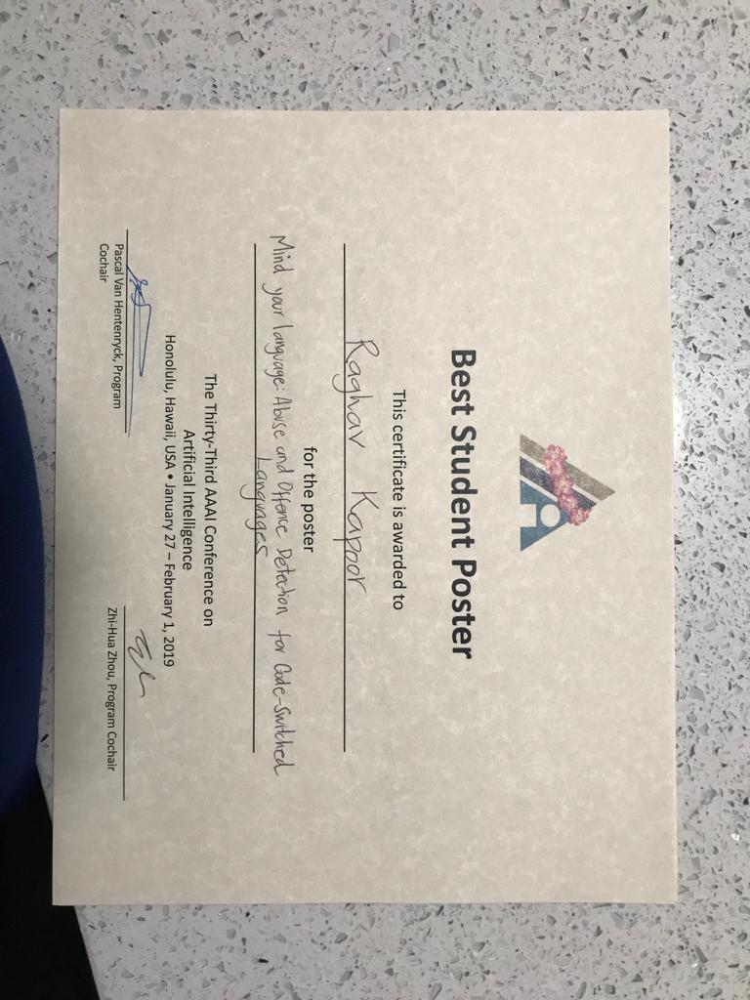 Best Student Poster
This certificate is awarded to
Raghav Kapoor
for the poster
Mind your language: Abuse and Offence Detection for Code-Switched
Languages
The Thirty-Third AAAI Conference on
Artificial Intelligence
Honolulu, Hawaii, USA • January 27 – February 1, 2019
Pascal Van Hentenryck, Program
Cochair
Zhi-Hua Zhou, Program Cochair